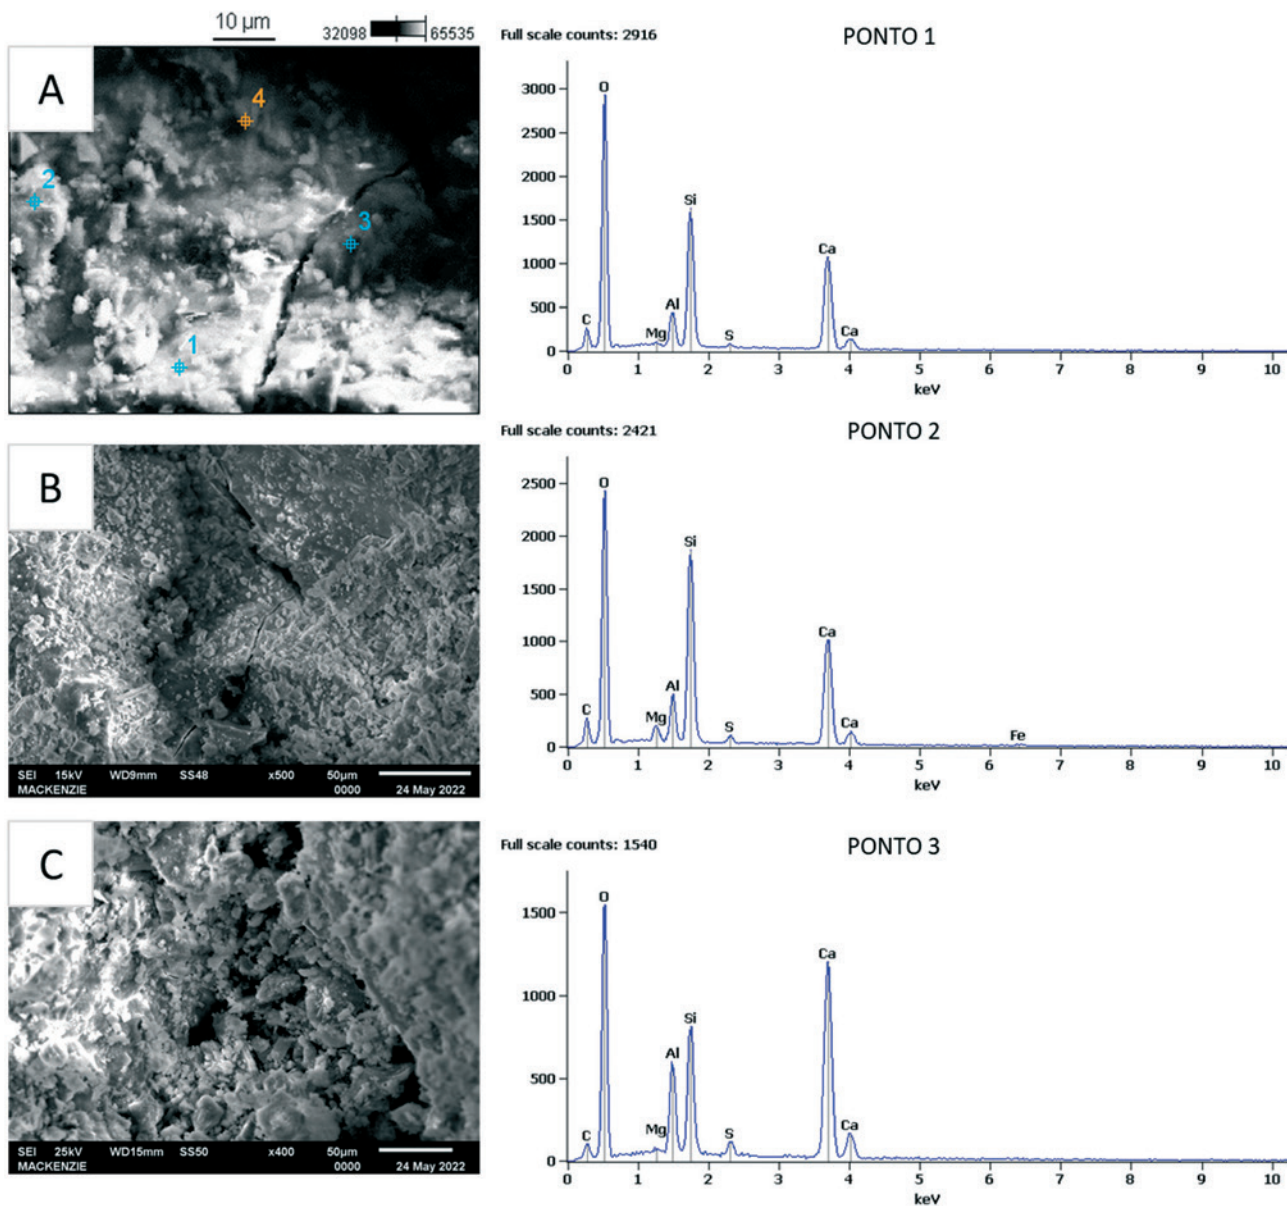 10 µm
32098 65535
A
4
2
3
1
B
SEI 15kV WD9mm SS48 x500 50µm
MACKENZIE 0000 24 May 2022
C
SEI 25kV WD15mm SS50 x400 50µm
MACKENZIE 0000 24 May 2022
Full scale counts: 2916 PONTO 1
3000
2500
2000
1500
1000
500
0
O
Si
Ca
C
Mg
Al
S
Ca
0 1 2 3 4 5 6 7 8 9 10
keV
Full scale counts: 2421 PONTO 2
2500
2000
1500
1000
500
0
O
Si
Ca
C
Mg
Al
S
Ca
Fe
0 1 2 3 4 5 6 7 8 9 10
keV
Full scale counts: 1540 PONTO 3
1500
1000
500
0
O
Ca
Si
Al
C
Mg
S
Ca
0 1 2 3 4 5 6 7 8 9 10
keV